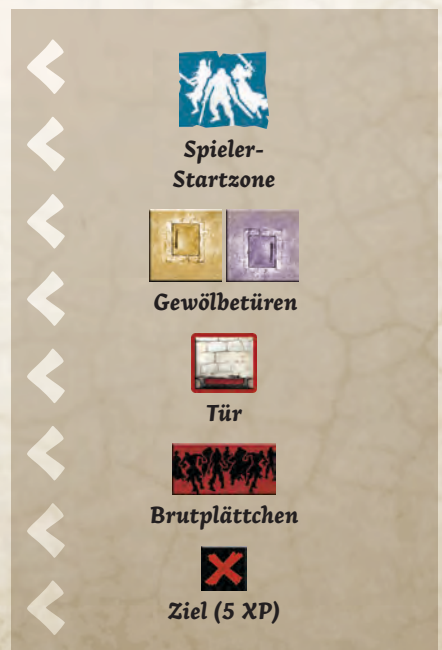 Spieler-
Startzone
Gewölbetüren
Tür
Brutplättchen
Ziel (5 XP)